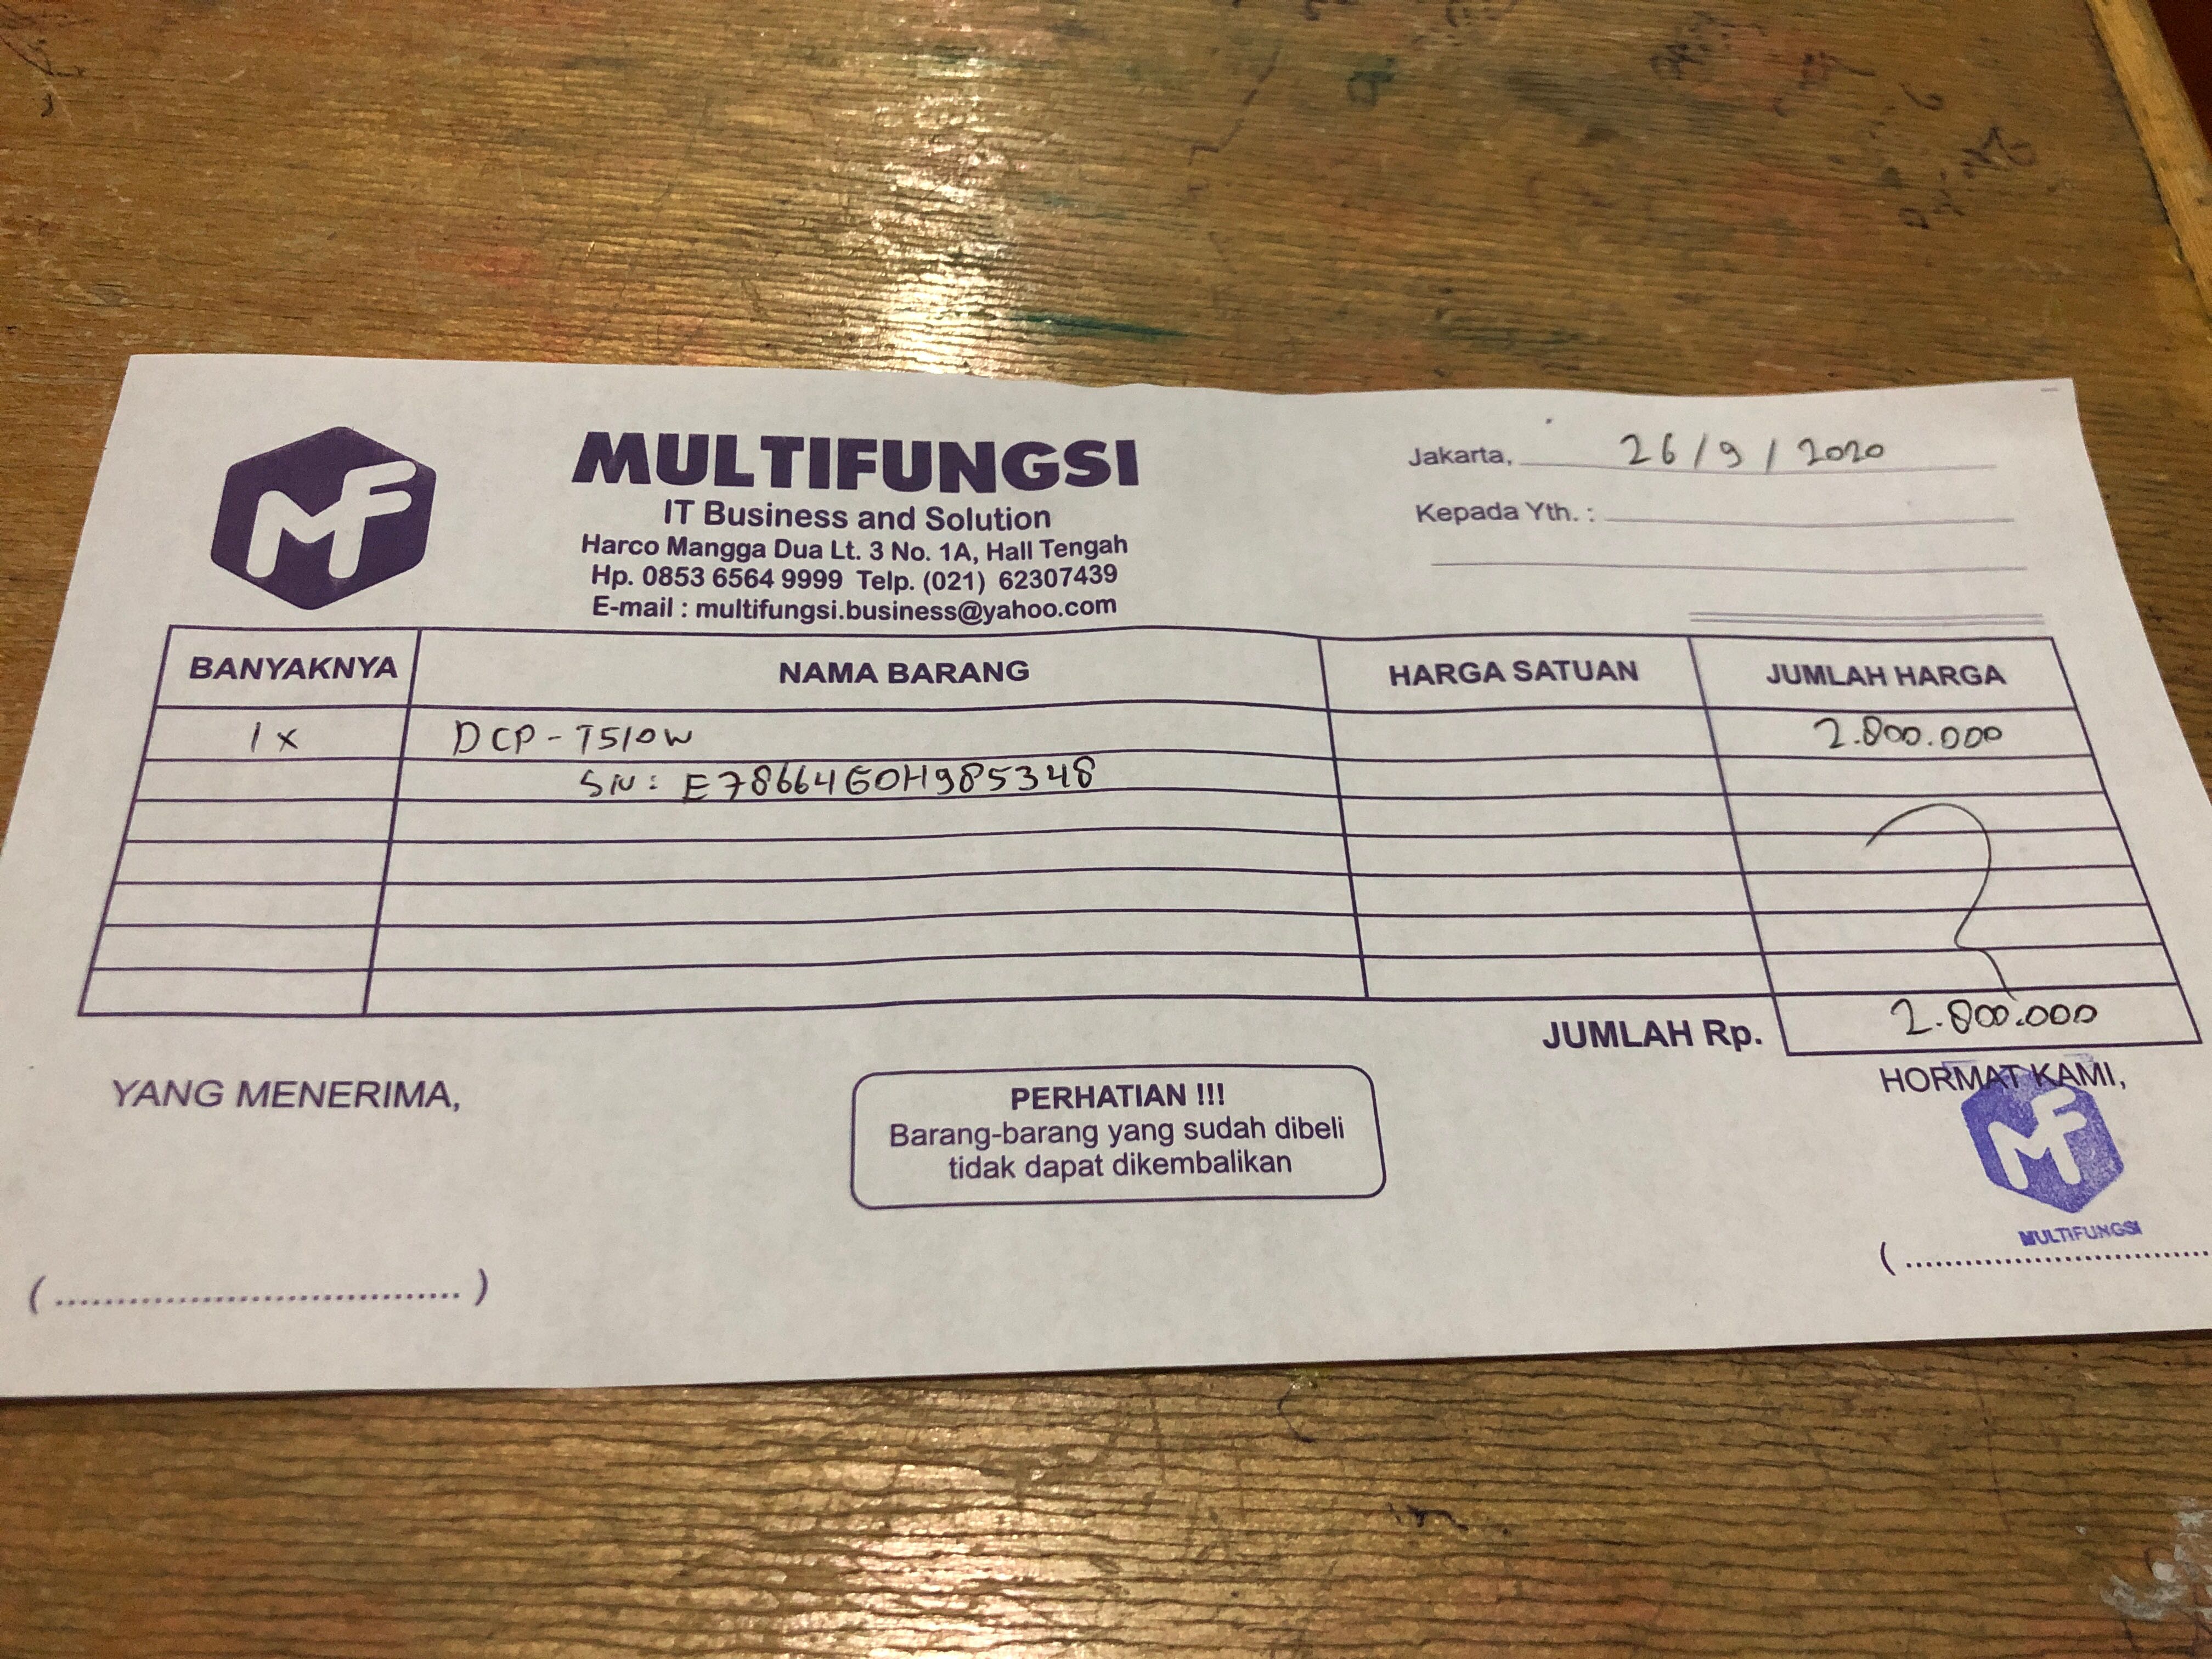 MF
MULTIFUNGSI
IT Business and Solution
Harco Mangga Dua Lt. 3 No. 1A, Hall Tengah
Hp. 0853 6564 9999 Telp. (021) 62307439
E-mail : multifungsi.business@yahoo.com
Jakarta, 26/9/2020
Kepada Yth. :
BANYAKNYA NAMA BARANG HARGA SATUAN JUMLAH HARGA
1x DCP-T510W 2.800.000
SN: E78664G0H985348
JUMLAH Rp. 2.800.000
YANG MENERIMA,
PERHATIAN !!!
Barang-barang yang sudah dibeli
tidak dapat dikembalikan
HORMAT KAMI,
MF
MULTIFUNGSI
(..................................)
(..................................